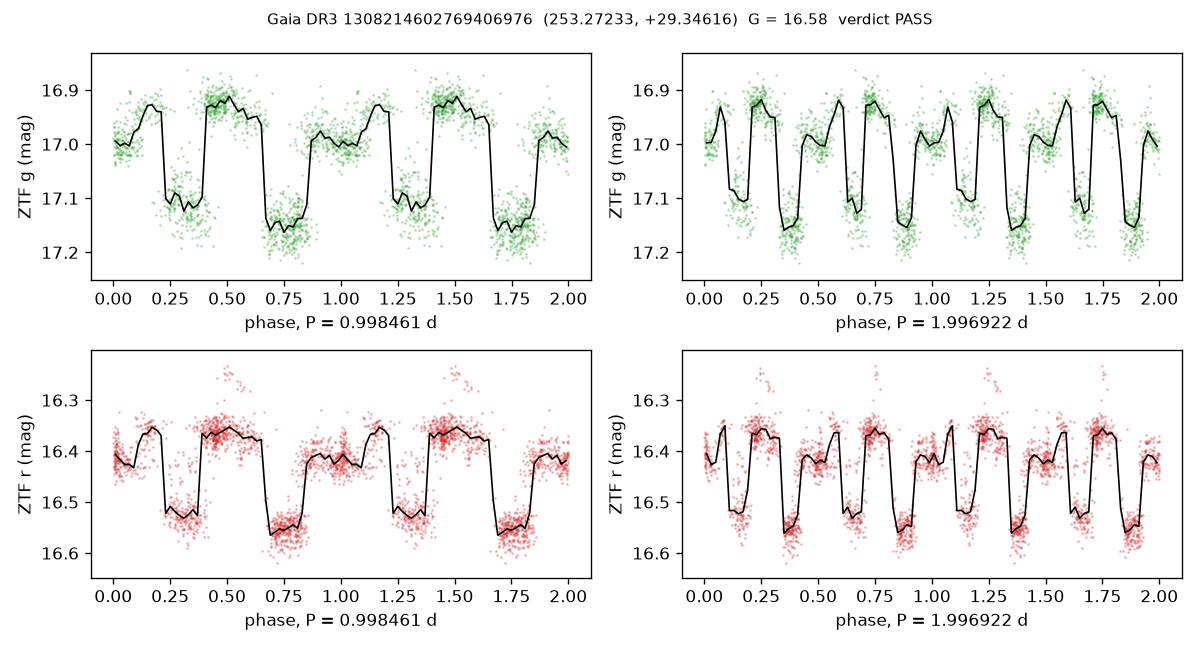 Gaia DR3 1308214602769406976  (253.27233, +29.34616)  G = 16.58  verdict PASS
ZTF g (mag)
16.9
17.0
17.1
17.2
0.00 0.25 0.50 0.75 1.00 1.25 1.50 1.75 2.00
phase, P = 0.998461 d
ZTF g (mag)
16.9
17.0
17.1
17.2
0.00 0.25 0.50 0.75 1.00 1.25 1.50 1.75 2.00
phase, P = 1.996922 d
ZTF r (mag)
16.3
16.4
16.5
16.6
0.00 0.25 0.50 0.75 1.00 1.25 1.50 1.75 2.00
phase, P = 0.998461 d
ZTF r (mag)
16.3
16.4
16.5
16.6
0.00 0.25 0.50 0.75 1.00 1.25 1.50 1.75 2.00
phase, P = 1.996922 d